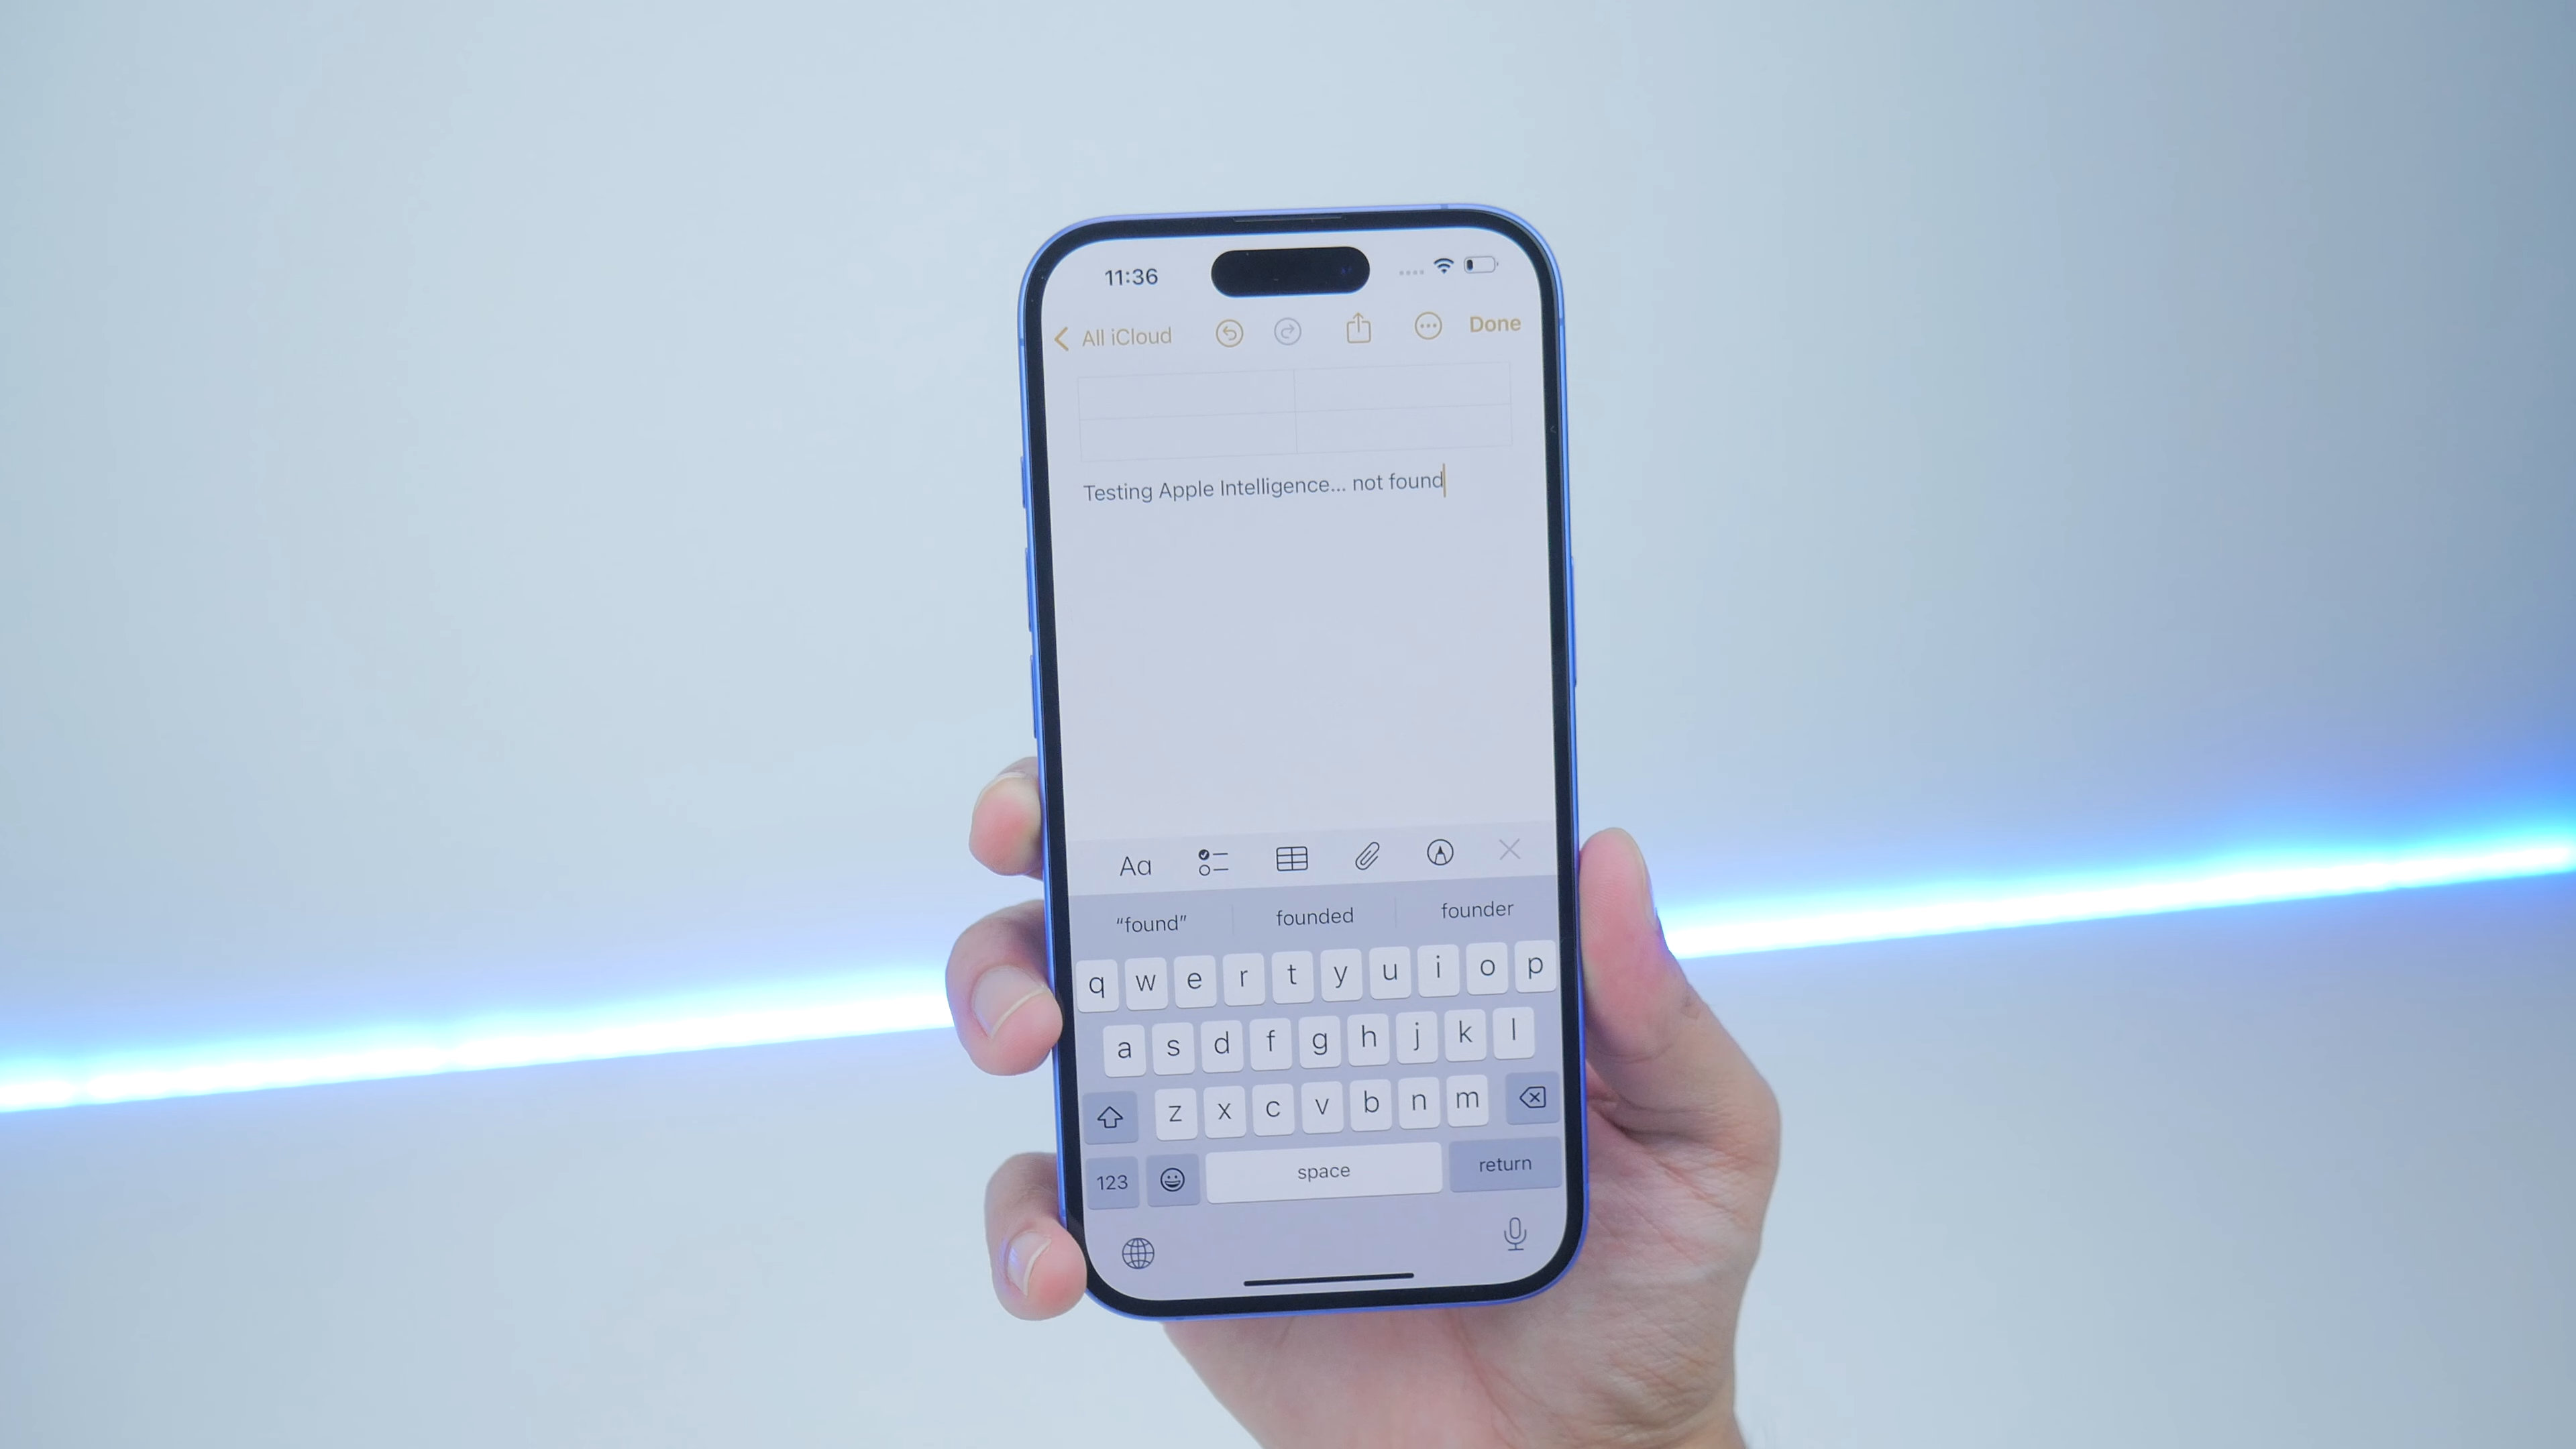 11:36
All iCloud Done
Testing Apple Intelligence... not found
Aa
“found” founded founder
q w e r t y u i o p
a s d f g h j k l
z x c v b n m
123 space return